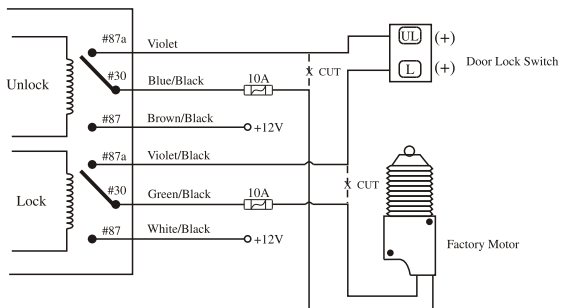 #87a
Violet
UL (+)
Door Lock Switch
X CUT
L (+)
Unlock
#30
Blue/Black
10A
#87
Brown/Black
+12V
#87a
Violet/Black
X CUT
Lock
#30
Green/Black
10A
#87
White/Black
+12V
Factory Motor